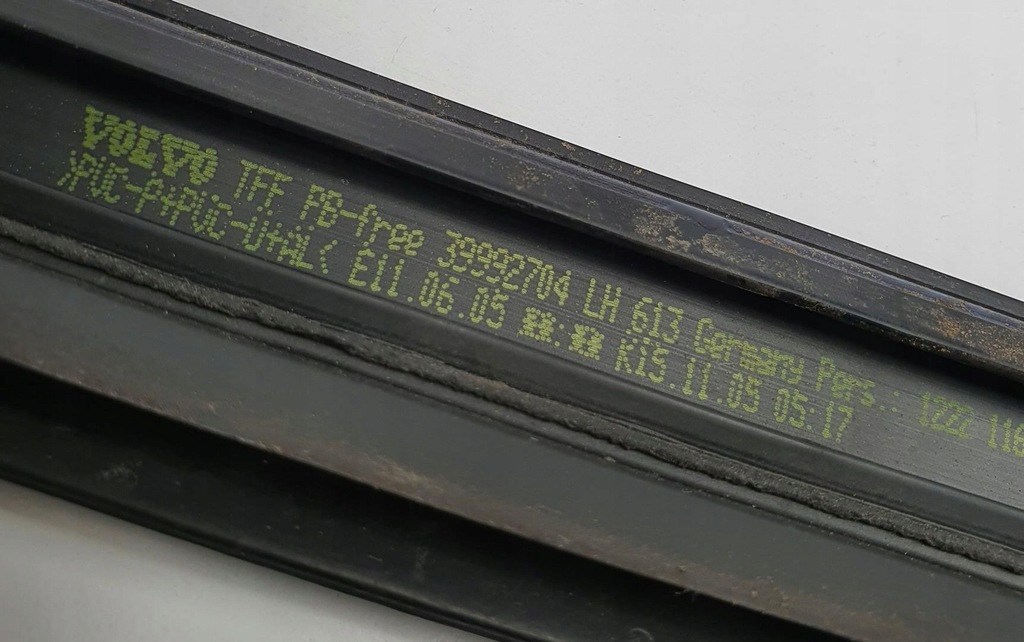 VOLVO TFF PB-free 39992704 LH 613 Germany Pers.: 1222 116
>PVC-P+PVC-U+AL< E11.06.05 **:** K15.11.05 05:17